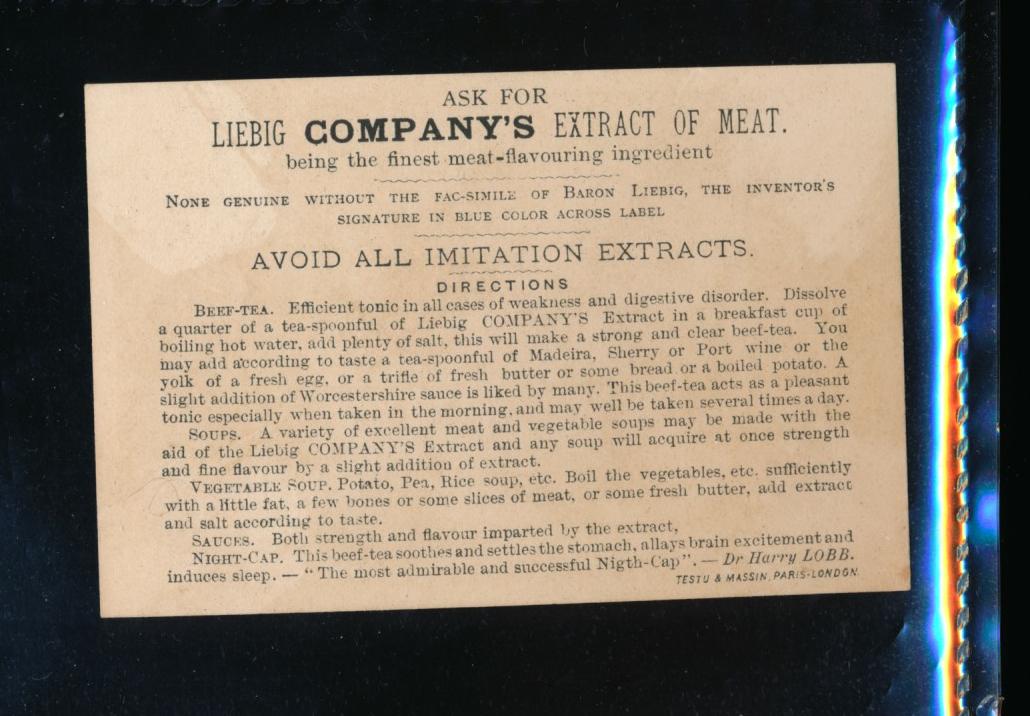 ASK FOR
LIEBIG COMPANY'S EXTRACT OF MEAT.
being the finest meat-flavouring ingredient
NONE GENUINE WITHOUT THE FAC-SIMILE OF BARON LIEBIG, THE INVENTOR'S
SIGNATURE IN BLUE COLOR ACROSS LABEL
AVOID ALL IMITATION EXTRACTS.
DIRECTIONS
BEEF-TEA. Efficient tonic in all cases of weakness and digestive disorder. Dissolve
a quarter of a tea-spoonful of Liebig COMPANY'S Extract in a breakfast cup of
boiling hot water, add plenty of salt, this will make a strong and clear beef-tea. You
may add according to taste a tea-spoonful of Madeira, Sherry or Port wine or the
yolk of a fresh egg, or a trifle of fresh butter or some bread or a boiled potato. A
slight addition of Worcestershire sauce is liked by many. This beef-tea acts as a pleasant
tonic especially when taken in the morning, and may well be taken several times a day.
SOUPS. A variety of excellent meat and vegetable soups may be made with the
aid of the Liebig COMPANY'S Extract and any soup will acquire at once strength
and fine flavour by a slight addition of extract.
VEGETABLE SOUP. Potato, Pea, Rice soup, etc. Boil the vegetables, etc. sufficiently
with a little fat, a few bones or some slices of meat, or some fresh butter, add extract
and salt according to taste.
SAUCES. Both strength and flavour imparted by the extract,
NIGHT-CAP. This beef-tea soothes and settles the stomach, allays brain excitement and
induces sleep. — "The most admirable and successful Nigth-Cap". — Dr Harry LOBB.
TESTU & MASSIN, PARIS-LONDON.